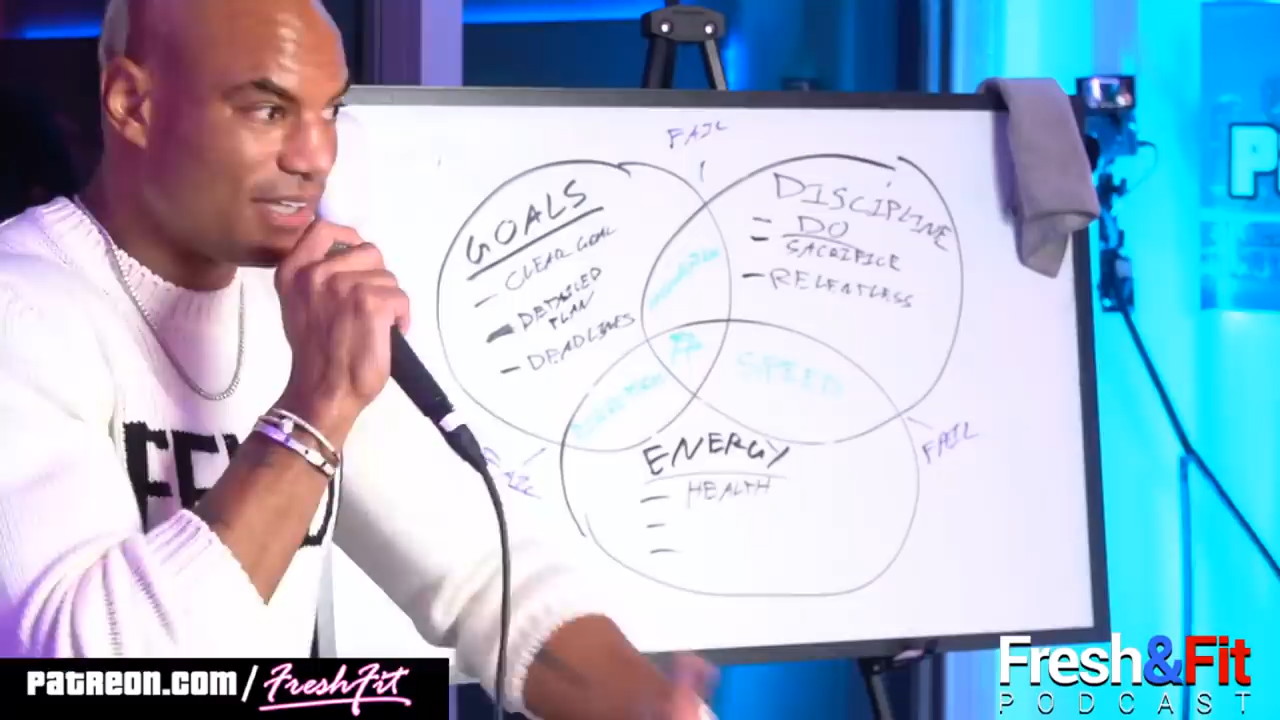 FAIL
GOALS
- CLEAR GOAL
- DETAILED
PLAN
- DEADLINES
DISCIPLINE
- DO
- SACRIFICE
- RELENTLESS
SPEED
ENERGY
- HEALTH
-
-
FAIL
PATREON.COM/FreshFit
Fresh&Fit
PODCAST